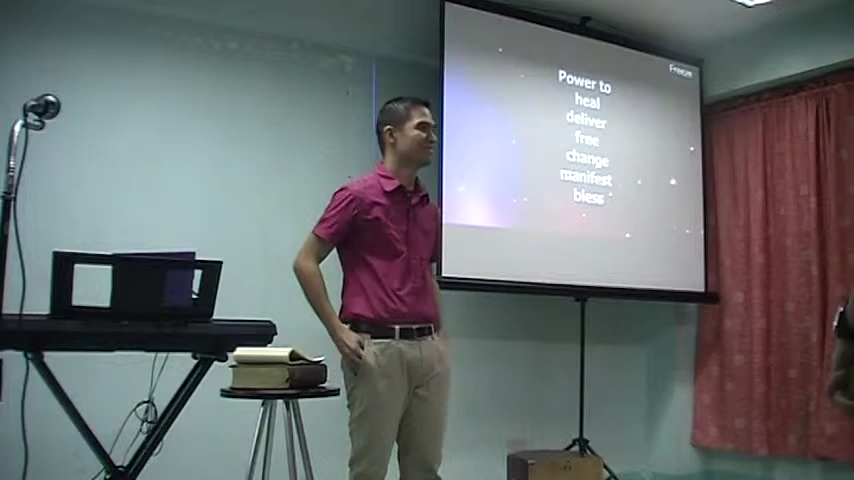 Freeze
Power to
heal
deliver
free
change
manifest
bless